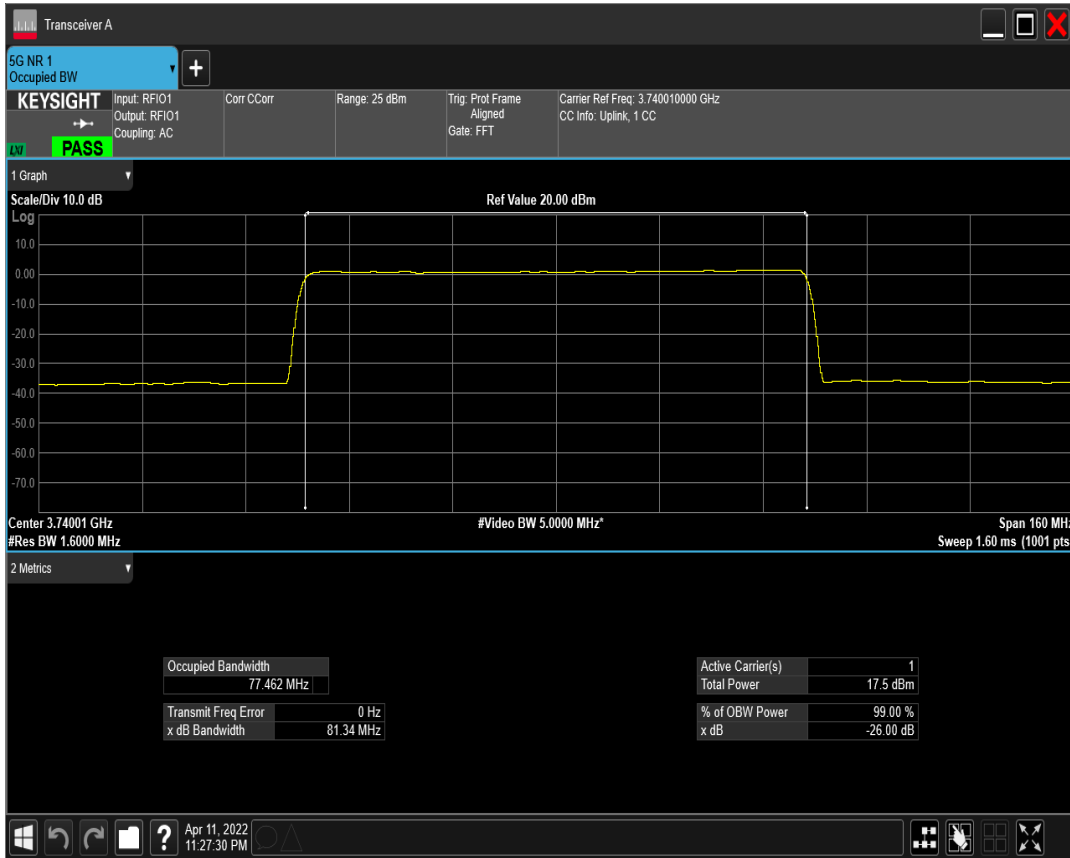 Transceiver A
5G NR 1
Occupied BW
+
KEYSIGHT
LXI
PASS
Input: RFIO1
Output: RFIO1
Coupling: AC
Corr CCorr
Range: 25 dBm
Trig: Prot Frame
Aligned
Gate: FFT
Carrier Ref Freq: 3.740010000 GHz
CC Info: Uplink, 1 CC
1 Graph
Scale/Div 10.0 dB
Ref Value 20.00 dBm
Log
10.0
0.00
-10.0
-20.0
-30.0
-40.0
-50.0
-60.0
-70.0
Center 3.74001 GHz
#Video BW 5.0000 MHz*
Span 160 MHz
#Res BW 1.6000 MHz
Sweep 1.60 ms (1001 pts
2 Metrics
Occupied Bandwidth
77.462 MHz
Transmit Freq Error 0 Hz
x dB Bandwidth 81.34 MHz
Active Carrier(s) 1
Total Power 17.5 dBm
% of OBW Power 99.00 %
x dB -26.00 dB
?
Apr 11, 2022
11:27:30 PM